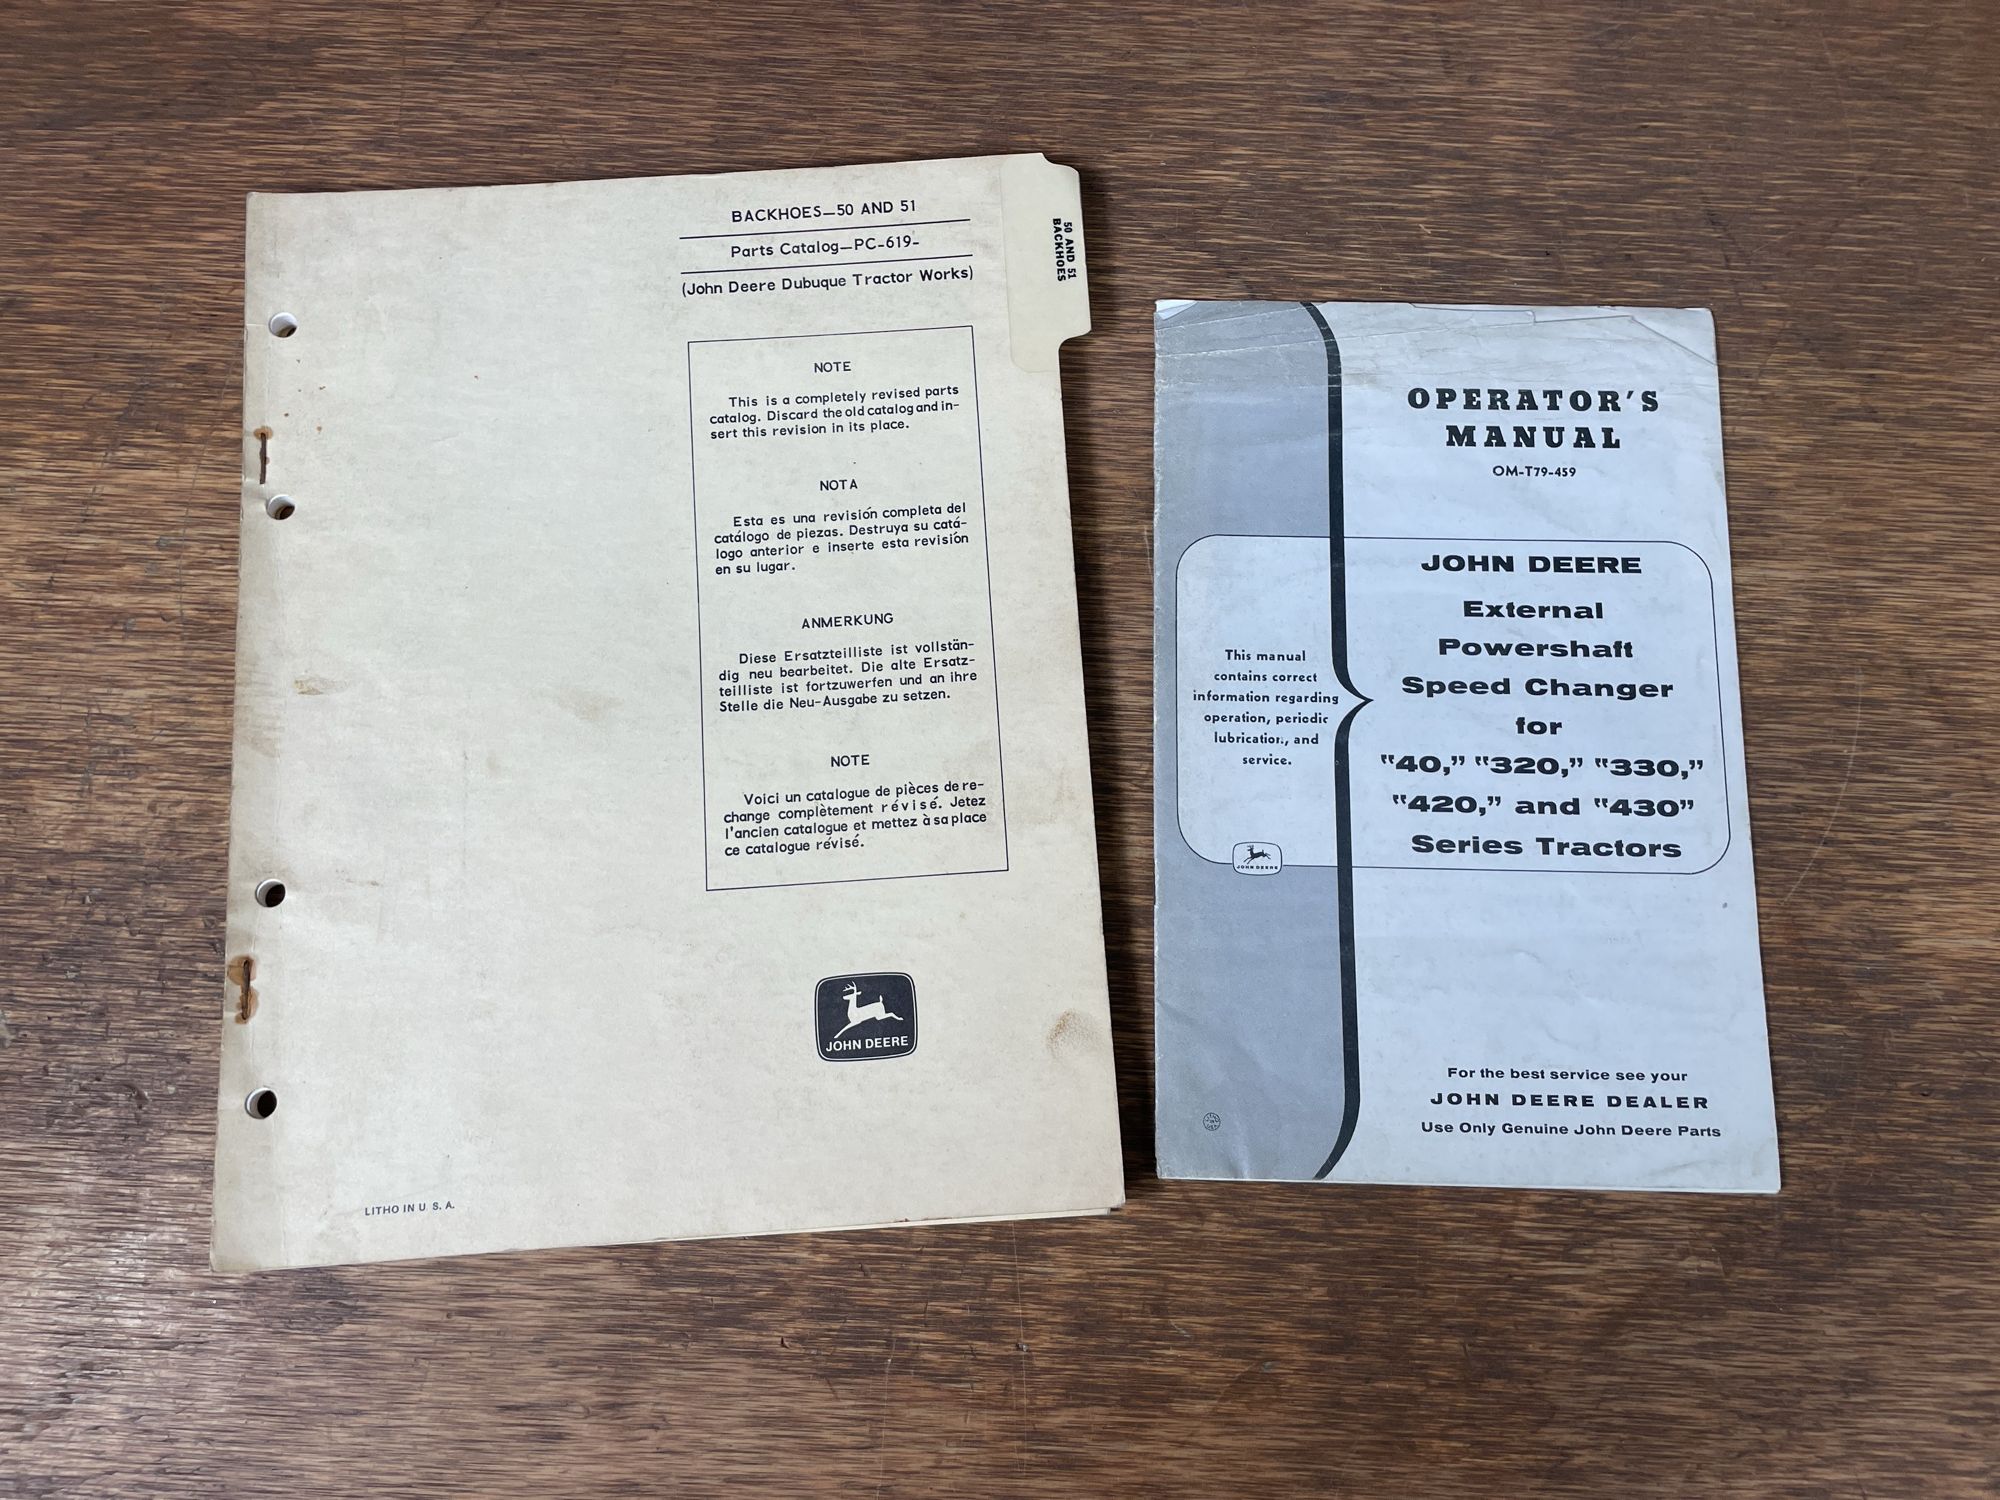 BACKHOES—50 AND 51
Parts Catalog—PC-619-
(John Deere Dubuque Tractor Works)
50 AND 51
BACKHOES
NOTE
This is a completely revised parts
catalog. Discard the old catalog and in-
sert this revision in its place.
NOTA
Esta es una revisión completa del
catálogo de piezas. Destruya su catá-
logo anterior e inserte esta revisión
en su lugar.
ANMERKUNG
Diese Ersatzteilliste ist vollstän-
dig neu bearbeitet. Die alte Ersatz-
teilliste ist fortzuwerfen und an ihre
Stelle die Neu-Ausgabe zu setzen.
NOTE
Voici un catalogue de pièces de re-
change complètement révisé. Jetez
l'ancien catalogue et mettez à sa place
ce catalogue révisé.
JOHN DEERE
LITHO IN U. S. A.
OPERATOR'S
MANUAL
OM-T79-459
JOHN DEERE
External
Powershaft
Speed Changer
for
"40," "320," "330,"
"420," and "430"
Series Tractors
This manual
contains correct
information regarding
operation, periodic
lubrication, and
service.
JOHN DEERE
For the best service see your
JOHN DEERE DEALER
Use Only Genuine John Deere Parts